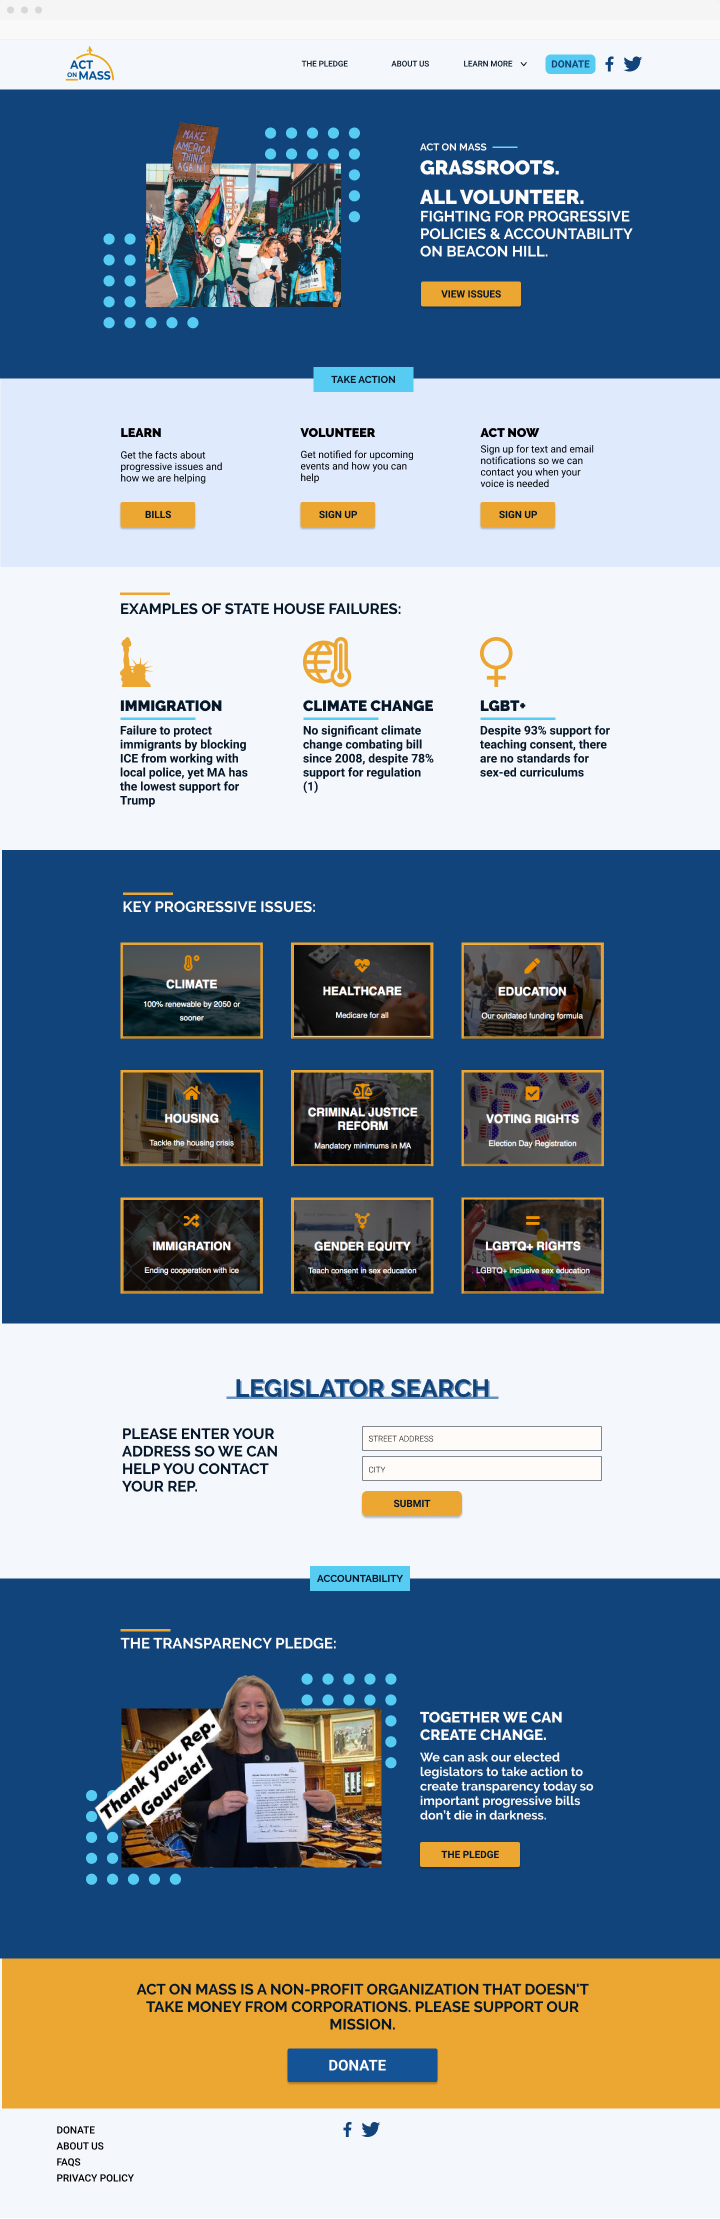 ACT
ON MASS
THE PLEDGE
ABOUT US
LEARN MORE
DONATE
MAKE
AMERICA
THINK
AGAIN!
ACT ON MASS
GRASSROOTS.
ALL VOLUNTEER.
FIGHTING FOR PROGRESSIVE
POLICIES & ACCOUNTABILITY
ON BEACON HILL.
VIEW ISSUES
TAKE ACTION
LEARN
Get the facts about
progressive issues and
how we are helping
BILLS
VOLUNTEER
Get notified for upcoming
events and how you can
help
SIGN UP
ACT NOW
Sign up for text and email
notifications so we can
contact you when your
voice is needed
SIGN UP
EXAMPLES OF STATE HOUSE FAILURES:
IMMIGRATION
Failure to protect
immigrants by blocking
ICE from working with
local police, yet MA has
the lowest support for
Trump
CLIMATE CHANGE
No significant climate
change combating bill
since 2008, despite 78%
support for regulation
(1)
LGBT+
Despite 93% support for
teaching consent, there
are no standards for
sex-ed curriculums
KEY PROGRESSIVE ISSUES:
CLIMATE
100% renewable by 2050 or
sooner
HEALTHCARE
Medicare for all
EDUCATION
Our outdated funding formula
HOUSING
Tackle the housing crisis
CRIMINAL JUSTICE
REFORM
Mandatory minimums in MA
VOTING RIGHTS
Election Day Registration
IMMIGRATION
Ending cooperation with ice
GENDER EQUITY
Teach consent in sex education
LGBTQ+ RIGHTS
LGBTQ+ inclusive sex education
LEGISLATOR SEARCH
PLEASE ENTER YOUR
ADDRESS SO WE CAN
HELP YOU CONTACT
YOUR REP.
STREET ADDRESS
CITY
SUBMIT
ACCOUNTABILITY
THE TRANSPARENCY PLEDGE:
Thank you, Rep.
Gouveia!
TOGETHER WE CAN
CREATE CHANGE.
We can ask our elected
legislators to take action to
create transparency today so
important progressive bills
don't die in darkness.
THE PLEDGE
ACT ON MASS IS A NON-PROFIT ORGANIZATION THAT DOESN'T
TAKE MONEY FROM CORPORATIONS. PLEASE SUPPORT OUR
MISSION.
DONATE
DONATE
ABOUT US
FAQS
PRIVACY POLICY